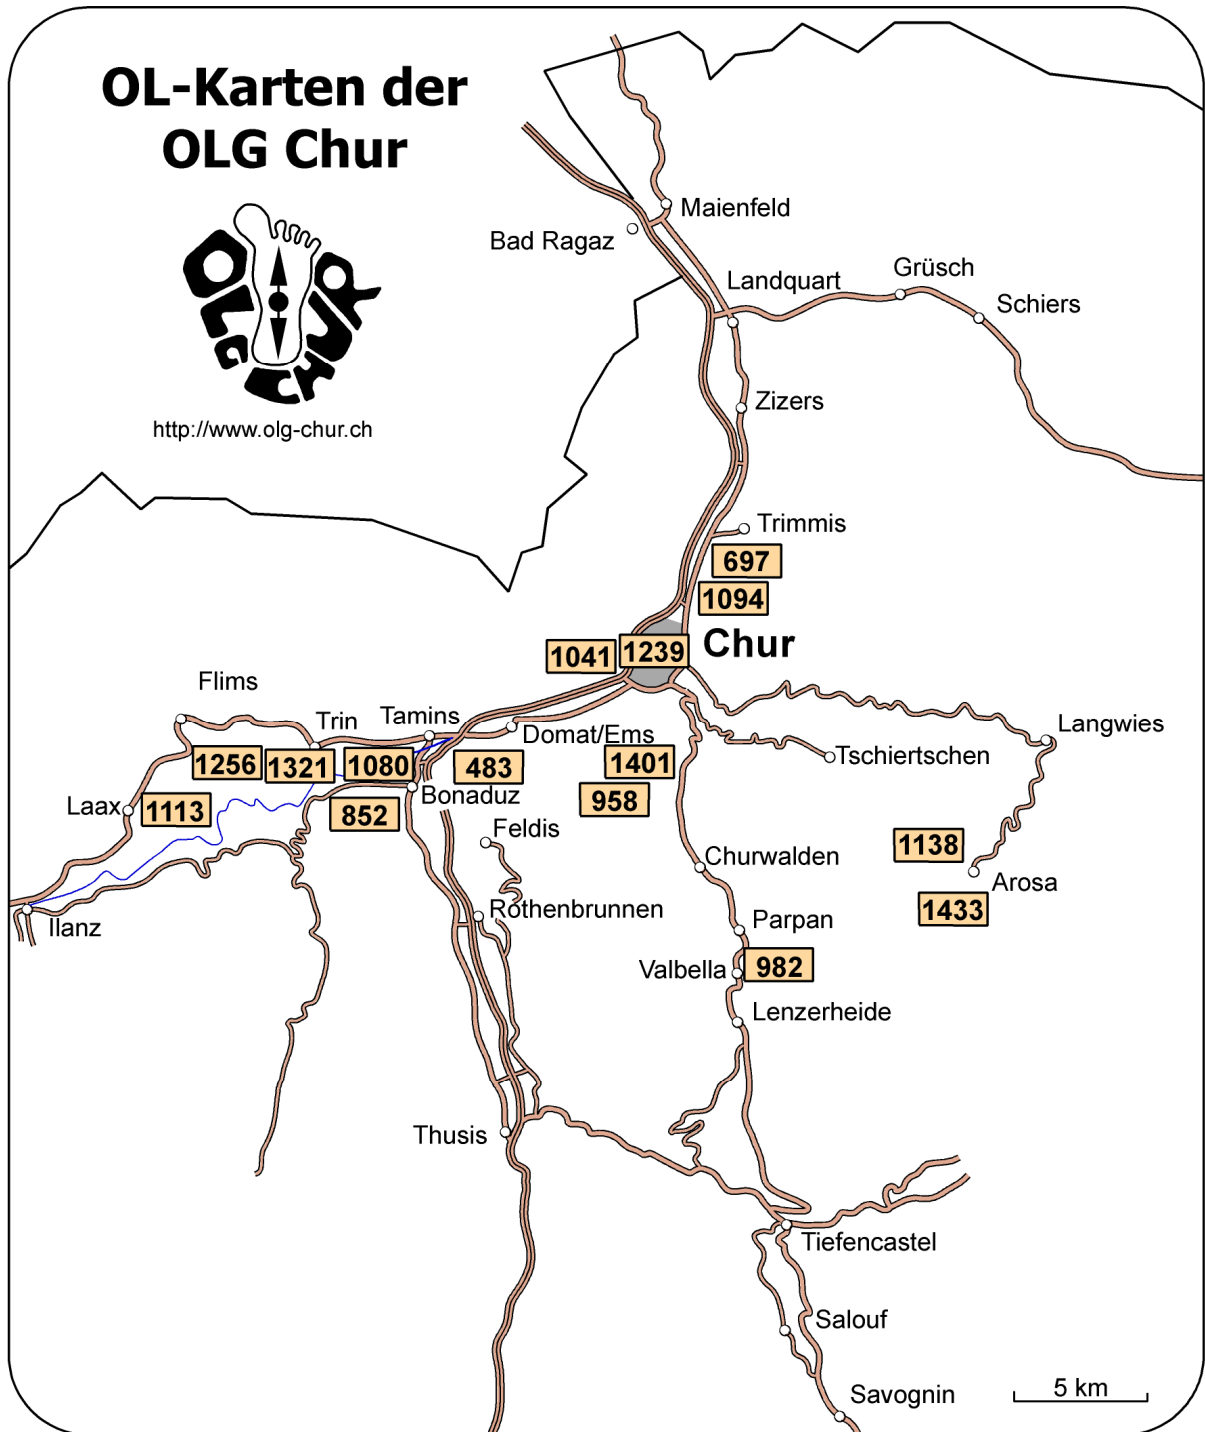 OL-Karten der
OLG Chur
OLG CHUR
http://www.olg-chur.ch
Maienfeld
Bad Ragaz
Landquart
Grüsch
Schiers
Zizers
Trimmis
697
1094
Chur
1041
1239
Flims
Trin
Tamins
Domat/Ems
Langwies
Tschiertschen
1256
1321
1080
483
1401
Bonaduz
958
Laax
1113
852
Feldis
1138
Churwalden
Arosa
1433
Rothenbrunnen
Parpan
Ilanz
Valbella
982
Lenzerheide
Thusis
Tiefencastel
Salouf
Savognin
5 km